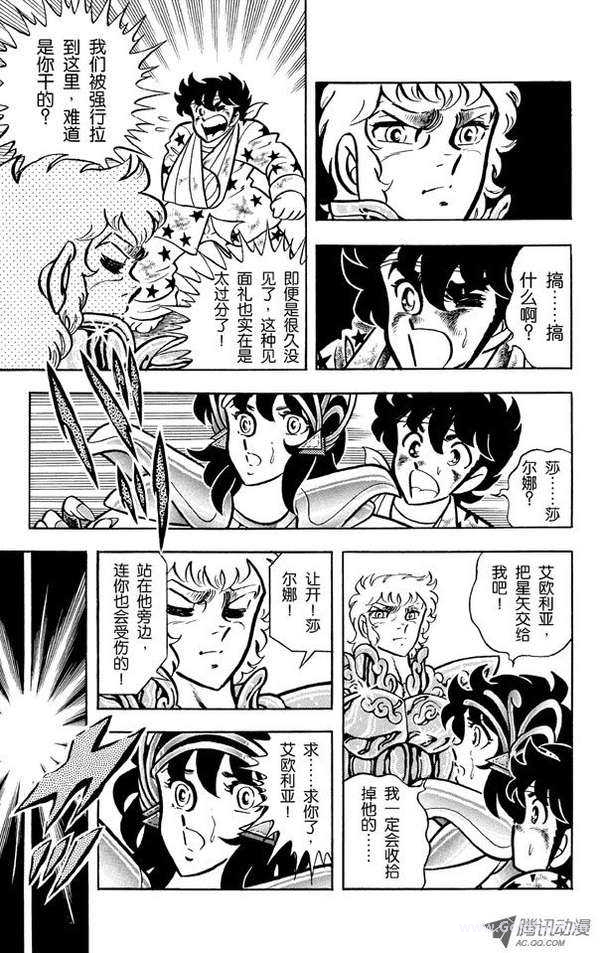 我们被强行拉
到这里，难道
是你干的？
即便是很久没
见了，这种见
面礼也实在是
太过分了！
搞……搞
什么啊？
莎……莎
尔娜？
艾欧利亚，
把星矢交给
我吧！
我一定会收拾
掉他的……
让开！莎
尔娜！
站在他旁边，
连你也会受伤的！
求……求你了，
艾欧利亚！
腾讯动漫
AC.QQ.COM